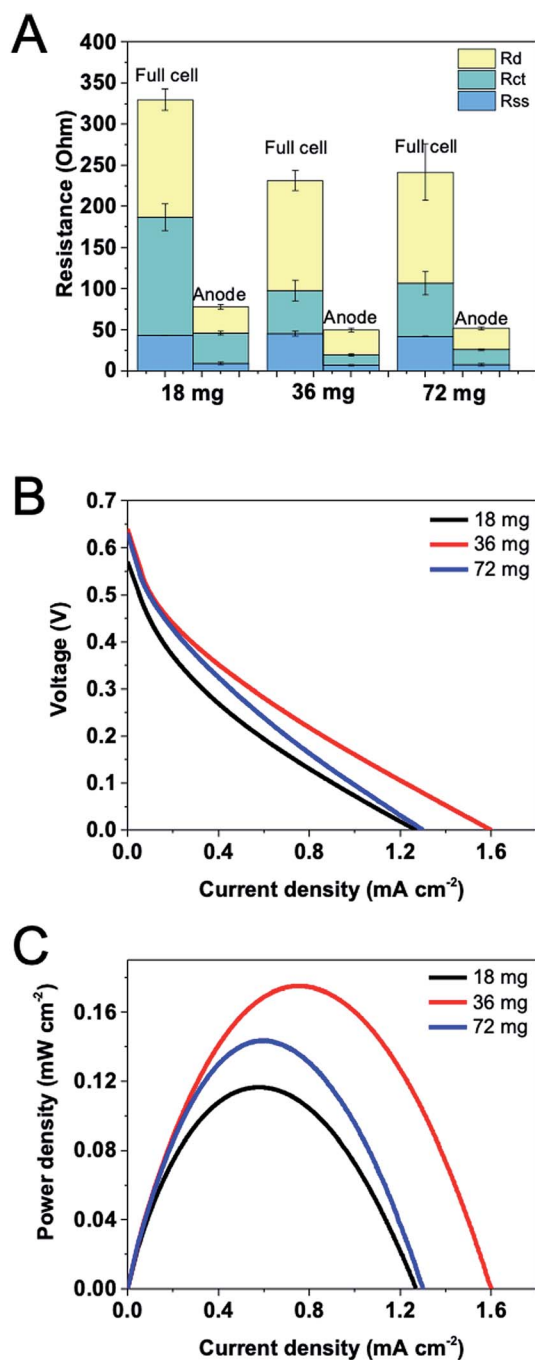 A
400
350
300
250
200
150
100
50
0
Resistance (Ohm)
Rd
Rct
Rss
Full cell
Anode
Full cell
Anode
Full cell
Anode
18 mg
36 mg
72 mg
B
0.7
0.6
0.5
0.4
0.3
0.2
0.1
0.0
Voltage (V)
18 mg
36 mg
72 mg
0.0 0.4 0.8 1.2 1.6
Current density (mA cm⁻²)
C
0.16
0.12
0.08
0.04
0.00
Power density (mW cm⁻²)
18 mg
36 mg
72 mg
0.0 0.4 0.8 1.2 1.6
Current density (mA cm⁻²)